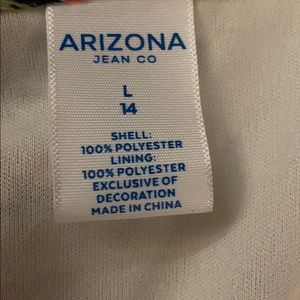 ARIZONA
JEAN CO
L
14
SHELL:
100% POLYESTER
LINING:
100% POLYESTER
EXCLUSIVE OF
DECORATION
MADE IN CHINA